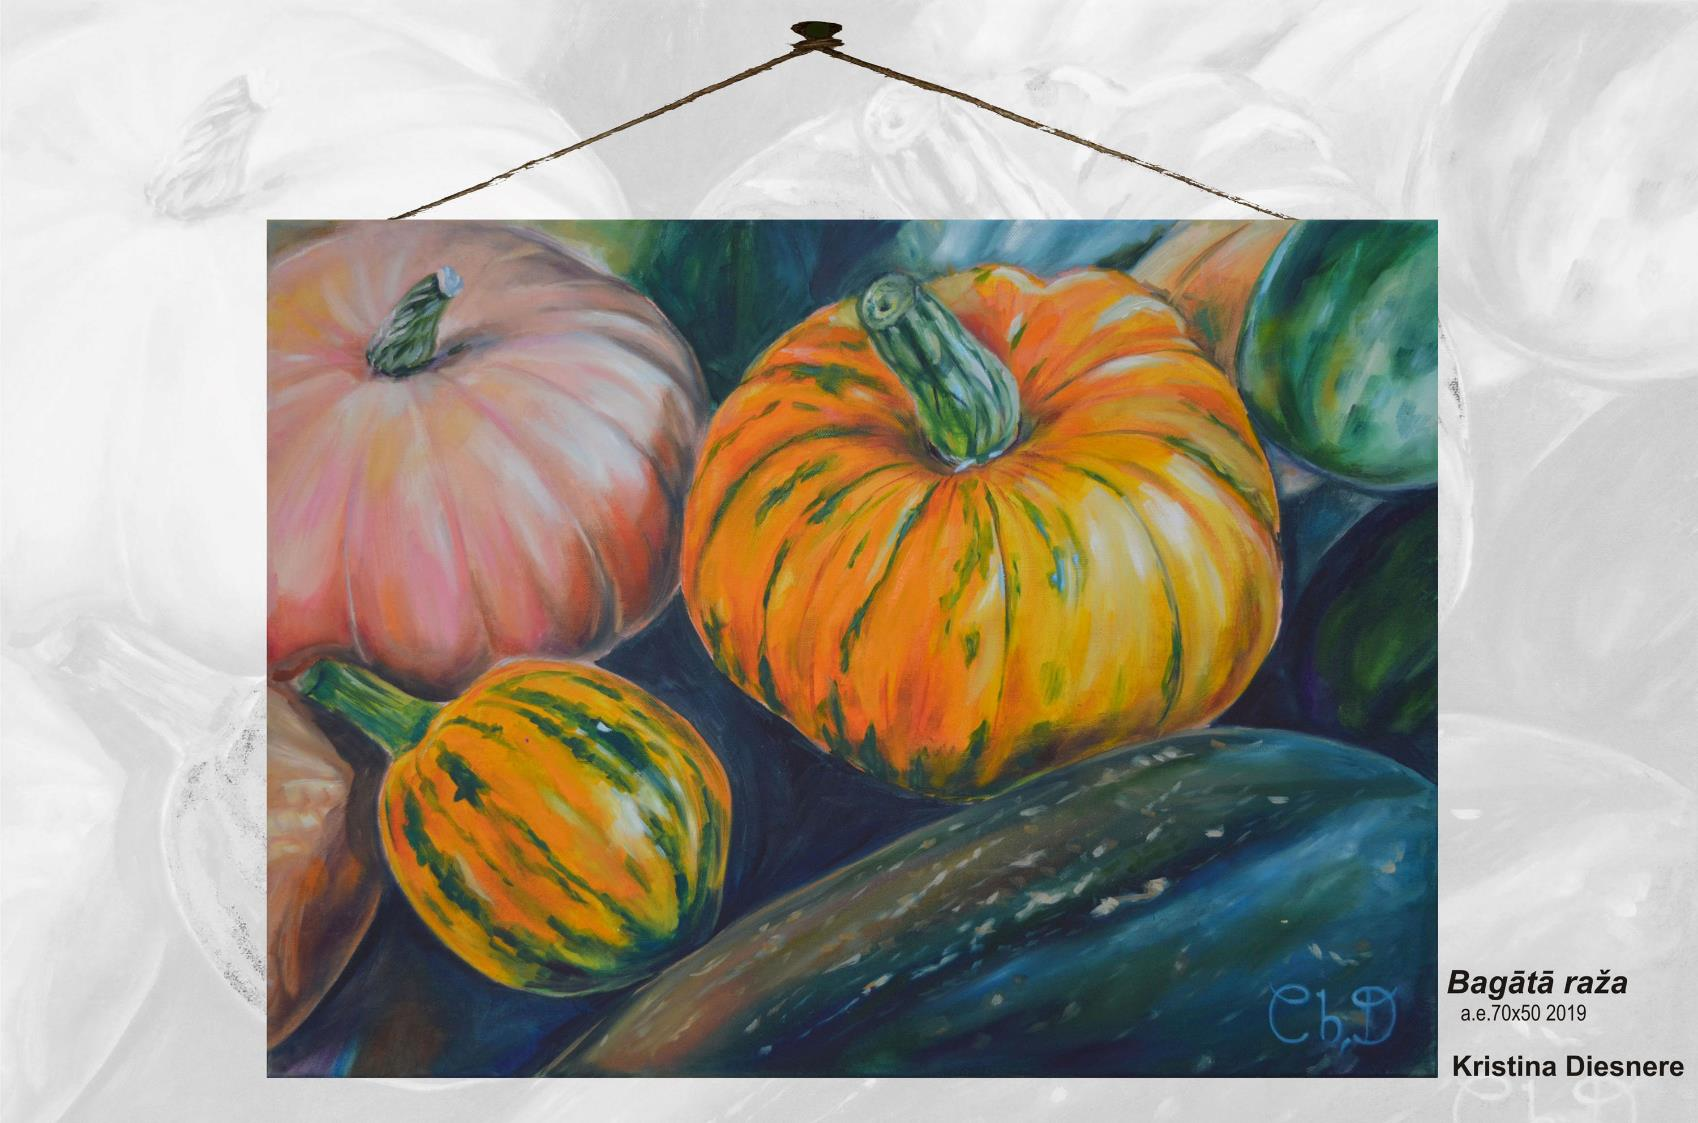 Ch.D
Bagātā raža
a.e.70x50 2019
Kristina Diesnere